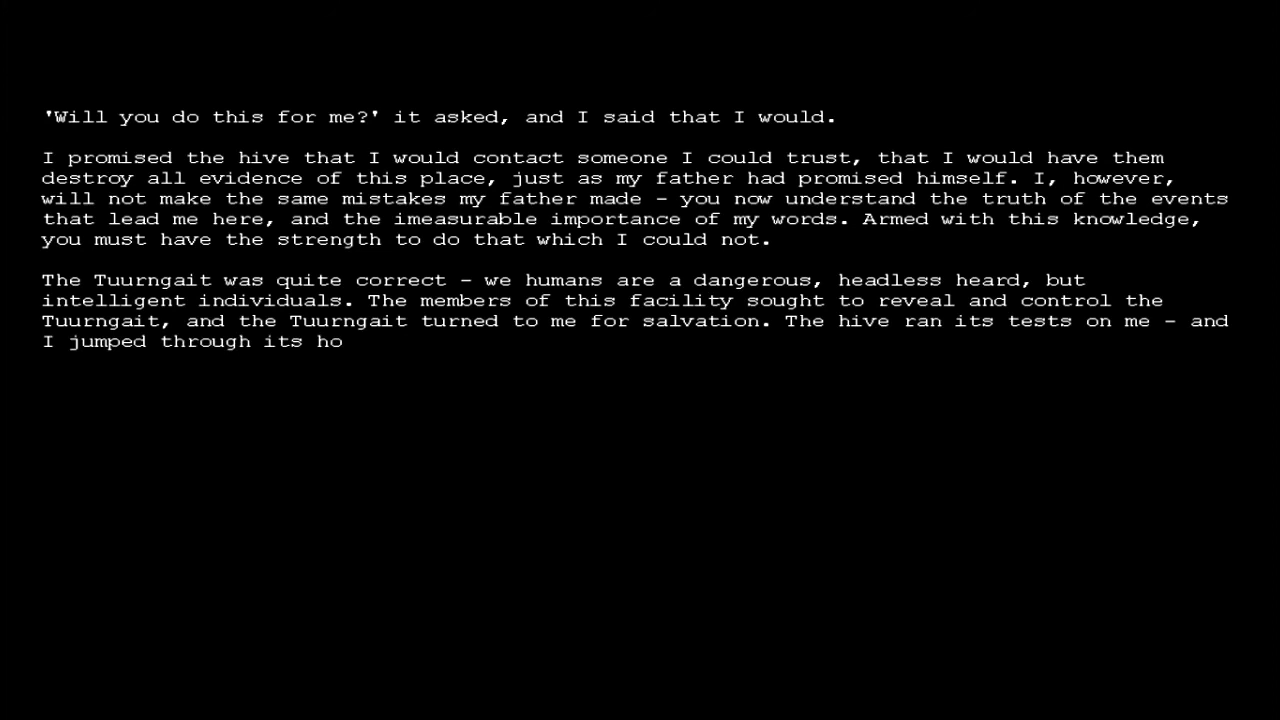 'Will you do this for me?' it asked, and I said that I would.
I promised the hive that I would contact someone I could trust, that I would have them
destroy all evidence of this place, just as my father had promised himself. I, however,
will not make the same mistakes my father made - you now understand the truth of the events
that lead me here, and the imeasurable importance of my words. Armed with this knowledge,
you must have the strength to do that which I could not.
The Tuurngait was quite correct - we humans are a dangerous, headless heard, but
intelligent individuals. The members of this facility sought to reveal and control the
Tuurngait, and the Tuurngait turned to me for salvation. The hive ran its tests on me - and
I jumped through its ho